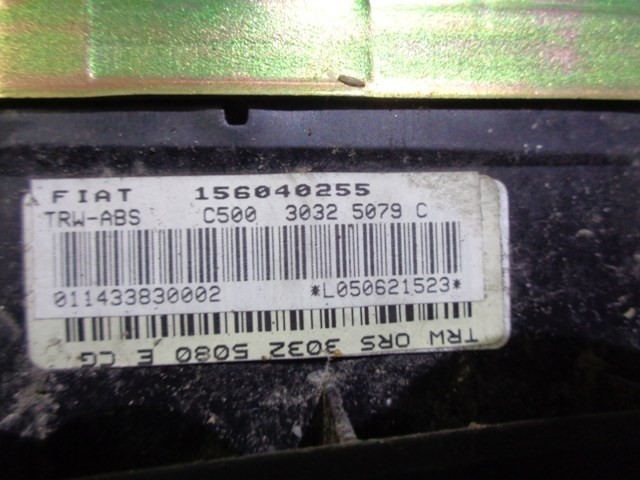 FIAT 156040255
TRW-ABS C500 3032 5079 C
011433830002 *L050621523*
TRW ORS 3032 5080 E CG